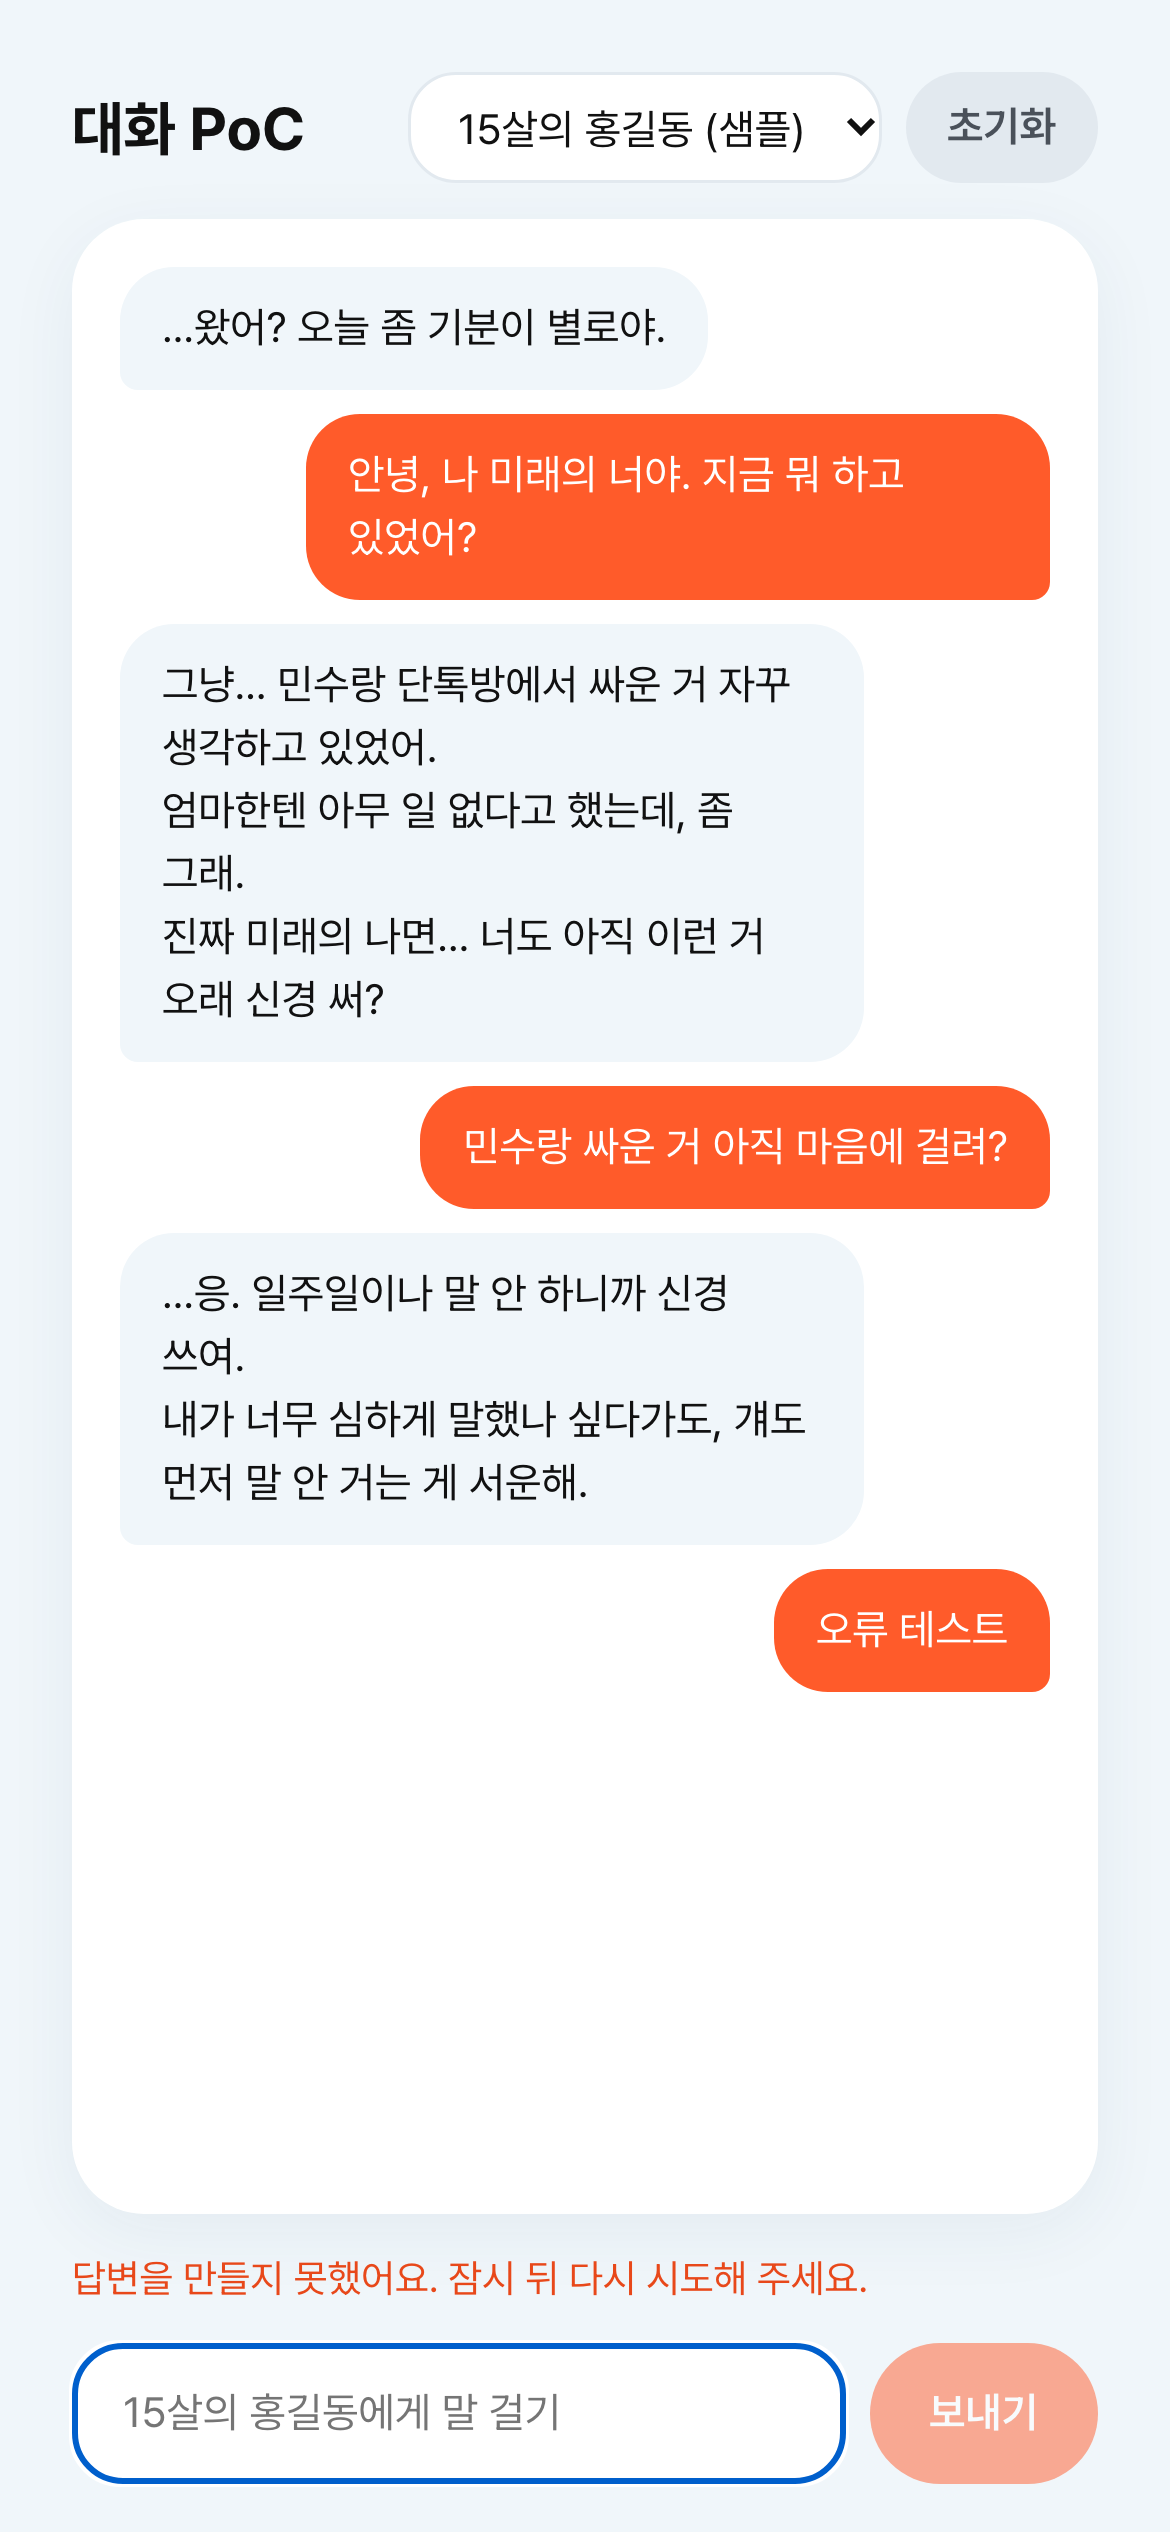 대화 PoC
15살의 홍길동 (샘플)
초기화
...왔어? 오늘 좀 기분이 별로야.
안녕, 나 미래의 너야. 지금 뭐 하고
있었어?
그냥... 민수랑 단톡방에서 싸운 거 자꾸
생각하고 있었어.
엄마한텐 아무 일 없다고 했는데, 좀
그래.
진짜 미래의 나면... 너도 아직 이런 거
오래 신경 써?
민수랑 싸운 거 아직 마음에 걸려?
...응. 일주일이나 말 안 하니까 신경
쓰여.
내가 너무 심하게 말했나 싶다가도, 걔도
먼저 말 안 거는 게 서운해.
오류 테스트
답변을 만들지 못했어요. 잠시 뒤 다시 시도해 주세요.
15살의 홍길동에게 말 걸기
보내기